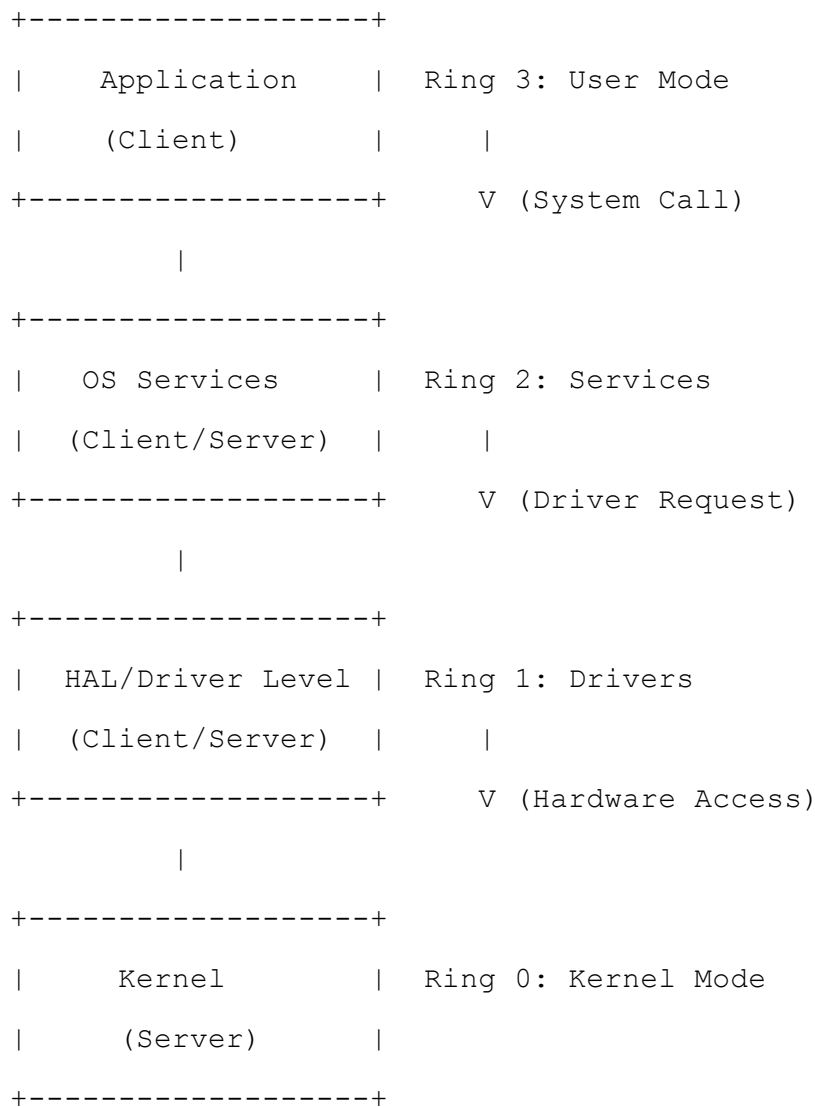 +-------------------+
|    Application    |  Ring 3: User Mode
|    (Client)       |     |
+-------------------+     V (System Call)
         |
+-------------------+
|   OS Services     |  Ring 2: Services
|  (Client/Server)  |     |
+-------------------+     V (Driver Request)
         |
+-------------------+
|  HAL/Driver Level |  Ring 1: Drivers
|  (Client/Server)  |     |
+-------------------+     V (Hardware Access)
         |
+-------------------+
|     Kernel        |  Ring 0: Kernel Mode
|     (Server)      |
+-------------------+